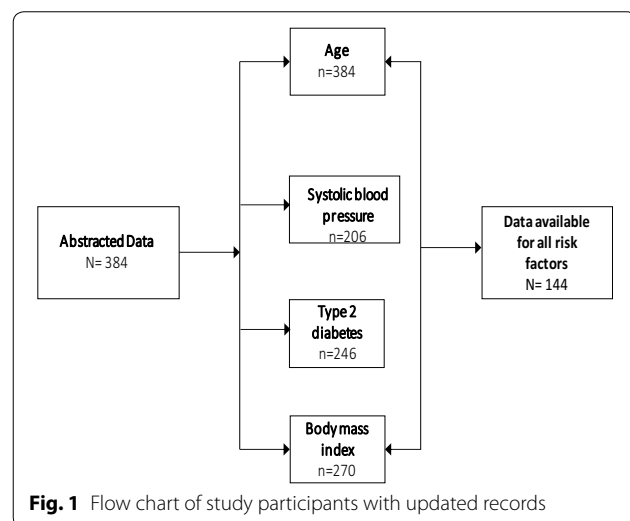 Age
n=384
Systolic blood
pressure
n=206
Abstracted Data
N= 384
Data available
for all risk
factors
N= 144
Type 2
diabetes
n=246
Body mass
index
n=270
Fig. 1 Flow chart of study participants with updated records